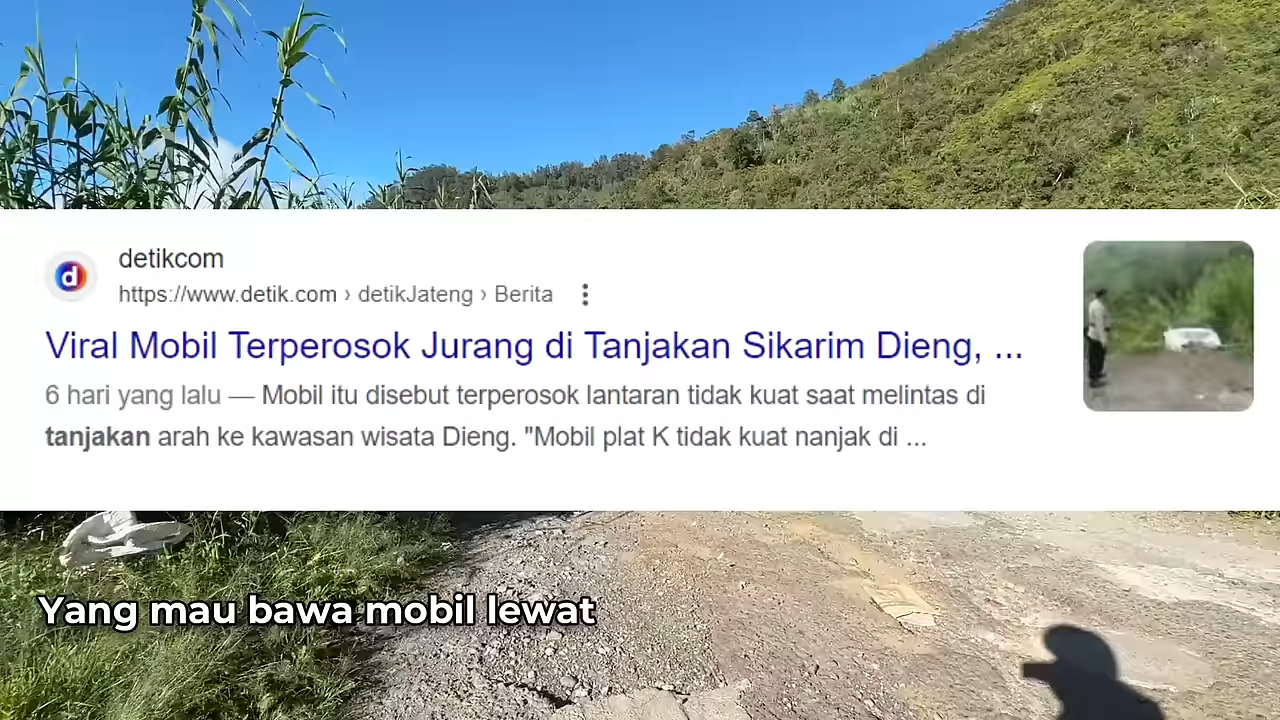 detikcom
https://www.detik.com › detikJateng › Berita
Viral Mobil Terperosok Jurang di Tanjakan Sikarim Dieng, ...
6 hari yang lalu — Mobil itu disebut terperosok lantaran tidak kuat saat melintas di
tanjakan arah ke kawasan wisata Dieng. "Mobil plat K tidak kuat nanjak di ...
Yang mau bawa mobil lewat